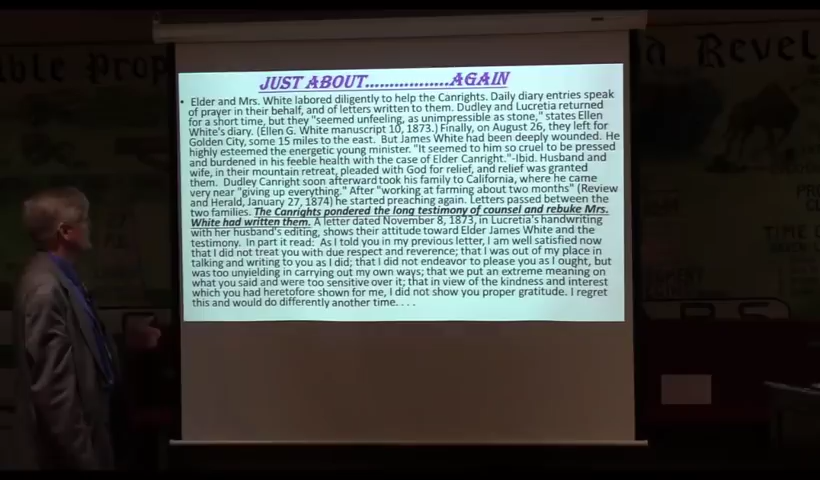 ible Prop
d Revel
JUST ABOUT.................AGAIN
• Elder and Mrs. White labored diligently to help the Canrights. Daily diary entries speak
of prayer in their behalf, and of letters written to them. Dudley and Lucretia returned
for a short time, but they "seemed unfeeling, as unimpressible as stone," states Ellen
White's diary. (Ellen G. White manuscript 10, 1873.) Finally, on August 26, they left for
Golden City, some 15 miles to the east. But James White had been deeply wounded. He
highly esteemed the energetic young minister. "It seemed to him so cruel to be pressed
and burdened in his feeble health with the case of Elder Canright."-Ibid. Husband and
wife, in their mountain retreat, pleaded with God for relief, and relief was granted
them. Dudley Canright soon afterward took his family to California, where he came
very near "giving up everything." After "working at farming about two months" (Review
and Herald, January 27, 1874) he started preaching again. Letters passed between the
two families. The Canrights pondered the long testimony of counsel and rebuke Mrs.
White had written them. A letter dated November 8, 1873, in Lucretia's handwriting
with her husband's editing, shows their attitude toward Elder James White and the
testimony. In part it read: As I told you in my previous letter, I am well satisfied now
that I did not treat you with due respect and reverence; that I was out of my place in
talking and writing to you as I did; that I did not endeavor to please you as I ought, but
was too unyielding in carrying out my own ways; that we put an extreme meaning on
what you said and were too sensitive over it; that in view of the kindness and interest
which you had heretofore shown for me, I did not show you proper gratitude. I regret
this and would do differently another time. . . .
TIME